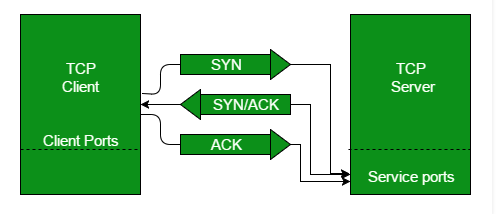 TCP
Client
Client Ports
SYN
SYN/ACK
ACK
TCP
Server
Service ports